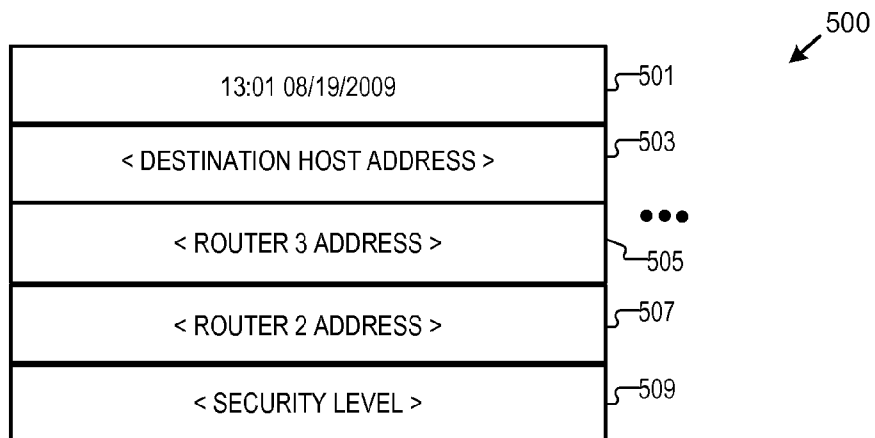 500
13:01 08/19/2009
501
< DESTINATION HOST ADDRESS >
503
•••
< ROUTER 3 ADDRESS >
505
< ROUTER 2 ADDRESS >
507
< SECURITY LEVEL >
509